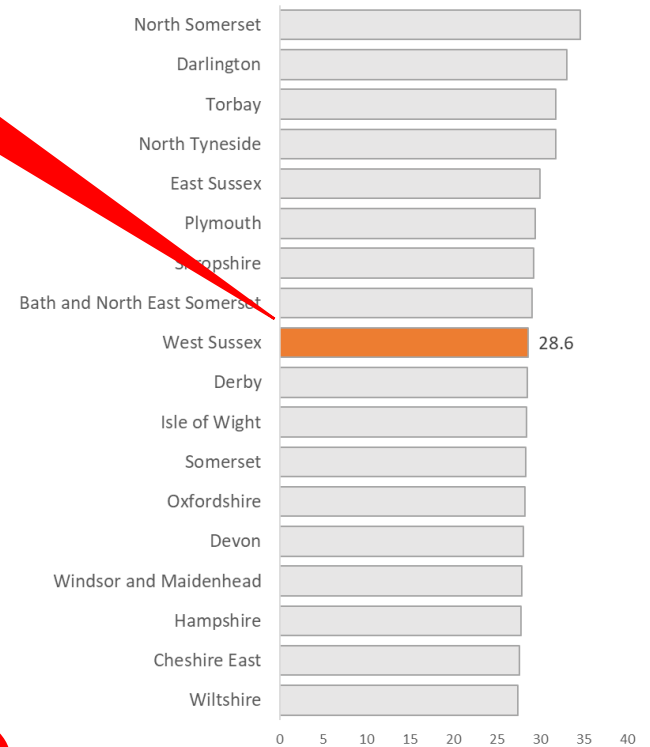 North Somerset
Darlington
Torbay
North Tyneside
East Sussex
Plymouth
Shropshire
Bath and North East Somerset
West Sussex 28.6
Derby
Isle of Wight
Somerset
Oxfordshire
Devon
Windsor and Maidenhead
Hampshire
Cheshire East
Wiltshire
0 5 10 15 20 25 30 35 40